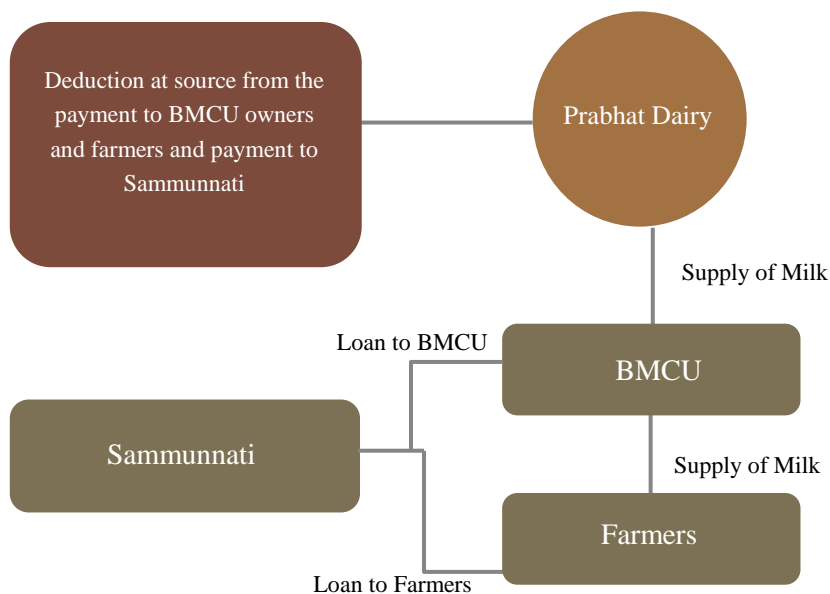 Deduction at source from the
payment to BMCU owners
and farmers and payment to
Sammunnati
Prabhat Dairy
Supply of Milk
Loan to BMCU
BMCU
Sammunnati
Supply of Milk
Farmers
Loan to Farmers